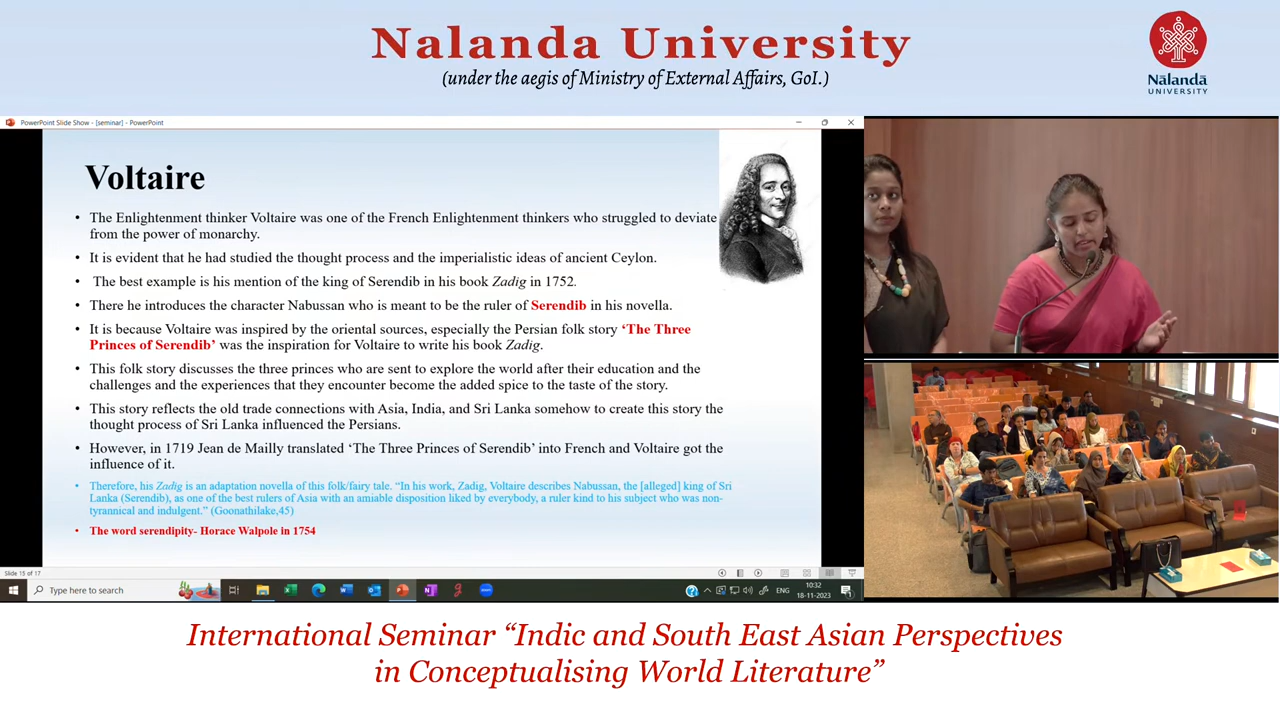 Nalanda University
(under the aegis of Ministry of External Affairs, GoI.)
Nālandā
UNIVERSITY
PowerPoint Slide Show - [seminar] - PowerPoint
Voltaire
• The Enlightenment thinker Voltaire was one of the French Enlightenment thinkers who struggled to deviate
from the power of monarchy.
• It is evident that he had studied the thought process and the imperialistic ideas of ancient Ceylon.
• The best example is his mention of the king of Serendib in his book Zadig in 1752.
• There he introduces the character Nabussan who is meant to be the ruler of Serendib in his novella.
• It is because Voltaire was inspired by the oriental sources, especially the Persian folk story ‘The Three
Princes of Serendib’ was the inspiration for Voltaire to write his book Zadig.
• This folk story discusses the three princes who are sent to explore the world after their education and the
challenges and the experiences that they encounter become the added spice to the taste of the story.
• This story reflects the old trade connections with Asia, India, and Sri Lanka somehow to create this story the
thought process of Sri Lanka influenced the Persians.
• However, in 1719 Jean de Mailly translated ‘The Three Princes of Serendib’ into French and Voltaire got the
influence of it.
• Therefore, his Zadig is an adaptation novella of this folk/fairy tale. “In his work, Zadig, Voltaire describes Nabussan, the [alleged] king of Sri
Lanka (Serendib), as one of the best rulers of Asia with an amiable disposition liked by everybody, a ruler kind to his subject who was non-
tyrannical and indulgent.” (Goonathilake,45)
• The word serendipity- Horace Walpole in 1754
Slide 15 of 17
Type here to search
ENG
10:32
18-11-2023
International Seminar “Indic and South East Asian Perspectives
in Conceptualising World Literature”